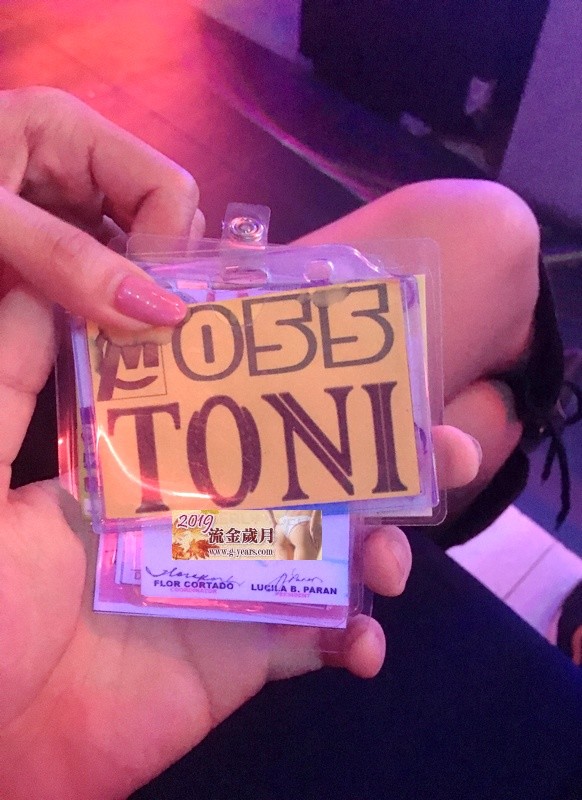 M 055
TONI
2019
流金歲月
www.g-years.com
FLOR CORTADO
LUCILA B. PARAN